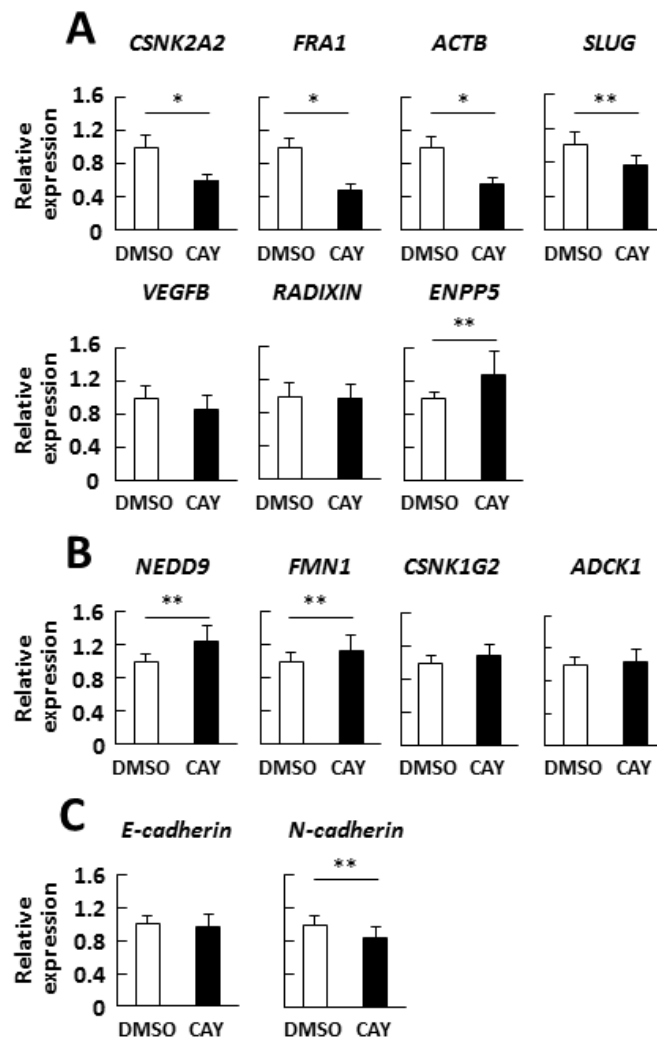 A
CSNK2A2 FRA1 ACTB SLUG
Relative expression
1.6
1.2
0.8
0.4
0
* * * **
DMSO CAY DMSO CAY DMSO CAY DMSO CAY
VEGFB RADIXIN ENPP5
Relative expression
1.6
1.2
0.8
0.4
0
**
DMSO CAY DMSO CAY DMSO CAY
B
NEDD9 FMN1 CSNK1G2 ADCK1
Relative expression
1.6
1.2
0.8
0.4
0
** **
DMSO CAY DMSO CAY DMSO CAY DMSO CAY
C
E-cadherin N-cadherin
Relative expression
1.6
1.2
0.8
0.4
0
**
DMSO CAY DMSO CAY